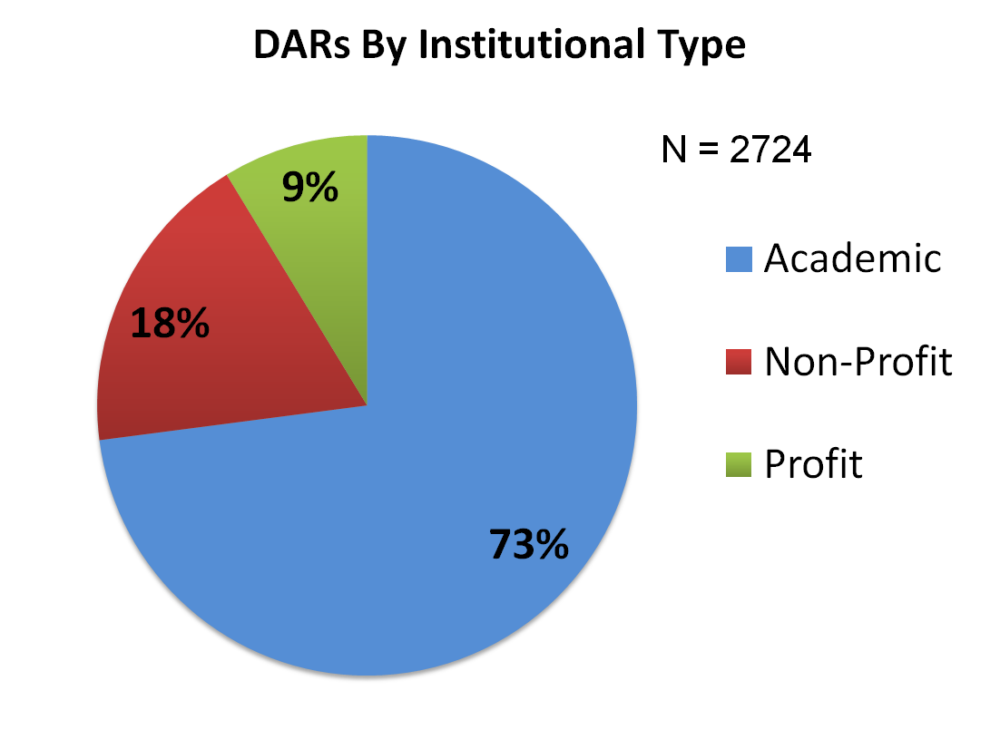 DARs By Institutional Type
N = 2724
9%
18%
73%
Academic
Non-Profit
Profit